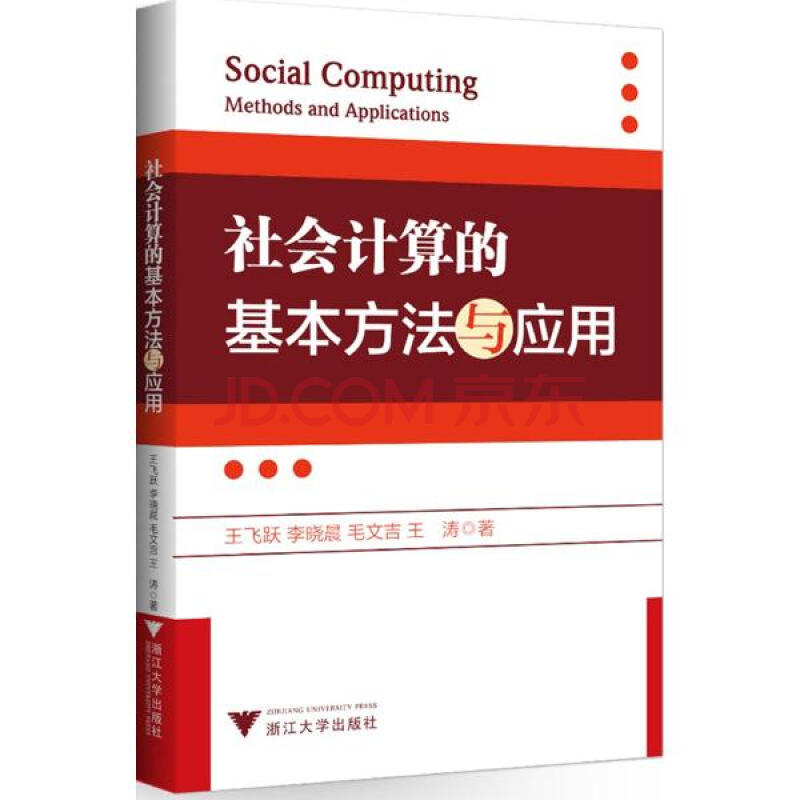 Social Computing
Methods and Applications
社会计算的
基本方法与应用
JD.COM 京东
王飞跃 李晓晨 毛文吉 王 涛◎著
ZHEJIANG UNIVERSITY PRESS
浙江大学出版社
社会计算的基本方法与应用
王飞跃 李晓晨 毛文吉 王 涛◎著
浙江大学出版社
ZHEJIANG UNIVERSITY PRESS